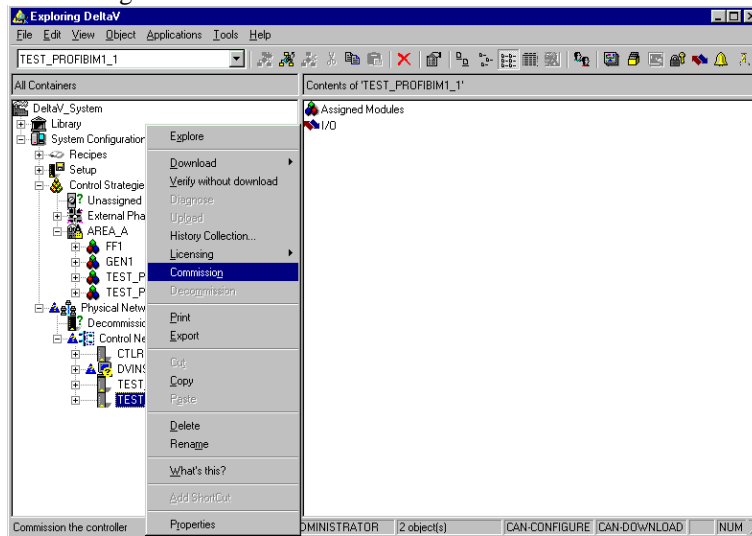 Exploring DeltaV
File Edit View Object Applications Tools Help
TEST_PROFIBIM1_1
All Containers
Contents of 'TEST_PROFIBIM1_1'
DeltaV_System
Library
System Configuration
Recipes
Setup
Control Strategie
Unassigned
External Pha
AREA_A
FF1
GEN1
TEST_P
TEST_P
Physical Netw
Decommissio
Control Ne
CTLR
DVINS
TEST_
TEST
Explore
Download
Verify without download
Diagnose
Upload
History Collection...
Licensing
Commission
Decommission
Print
Export
Cut
Copy
Paste
Delete
Rename
What's this?
Add ShortCut
Properties
Assigned Modules
I/O
Commission the controller
DMINISTRATOR 2 object(s) CAN-CONFIGURE CAN-DOWNLOAD NUM